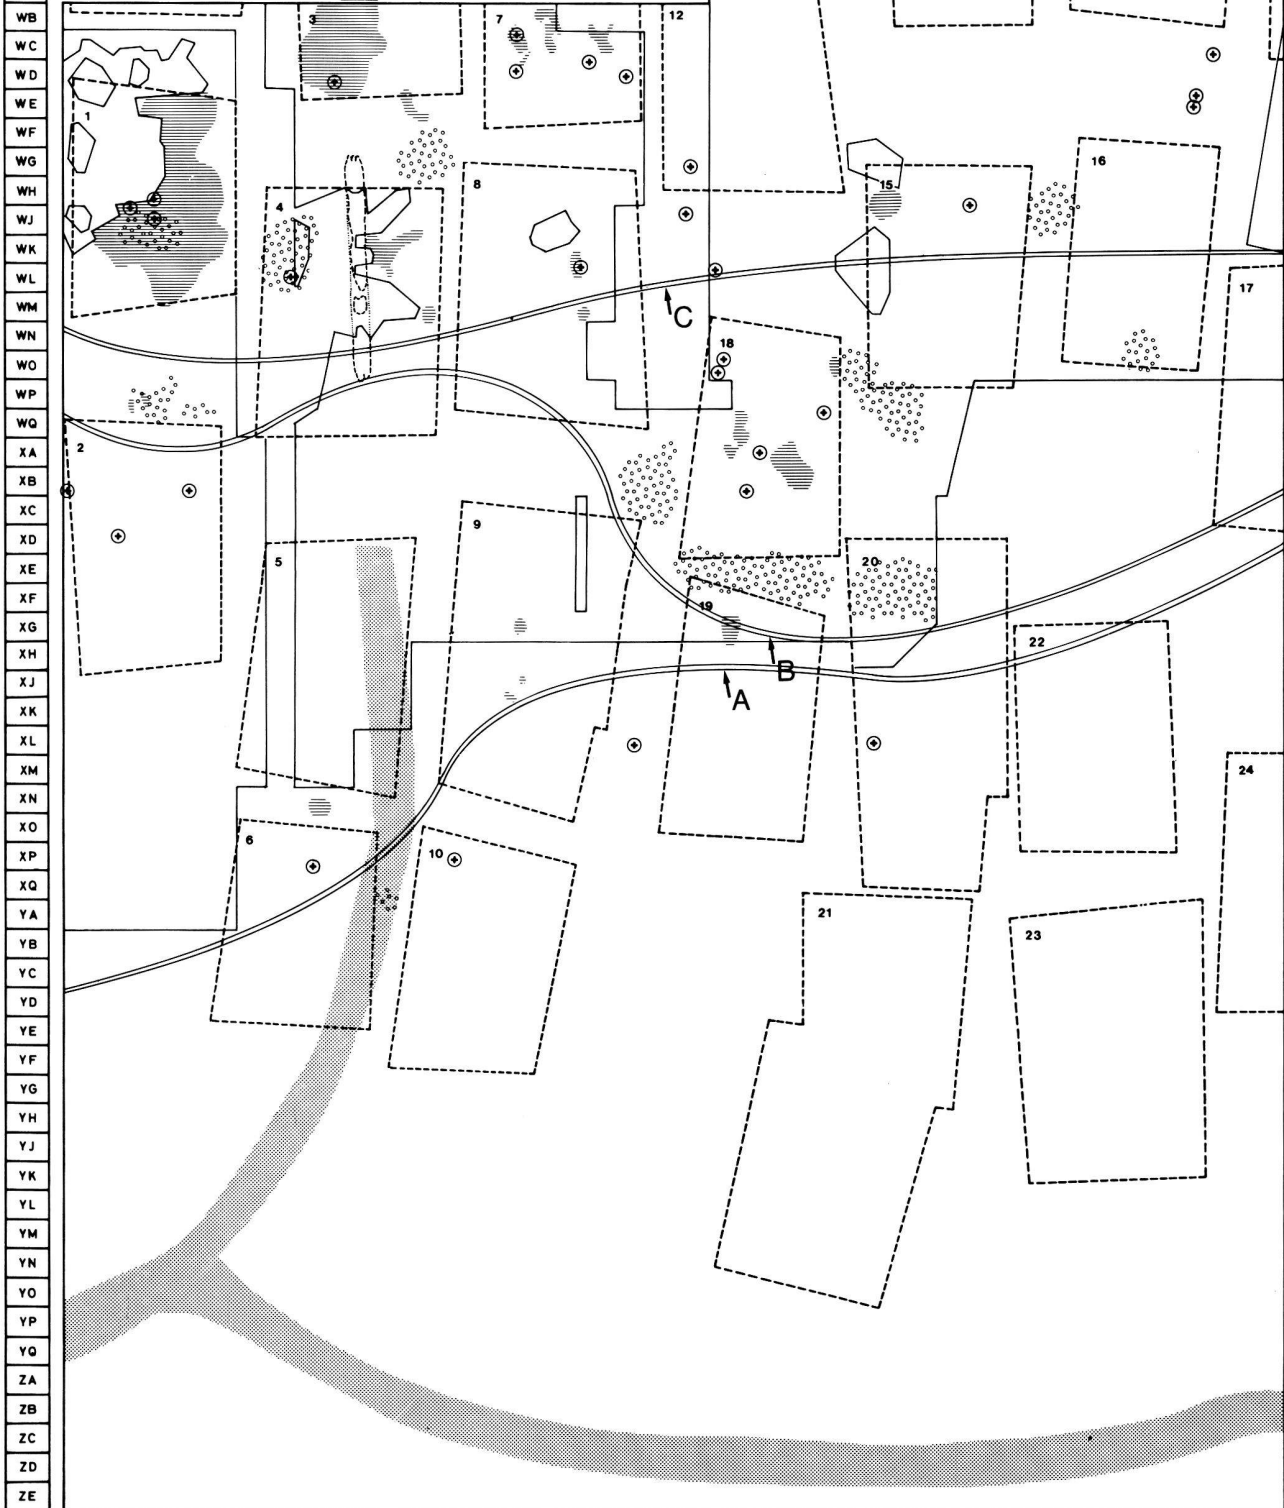 WB
WC
WD
WE
WF
WG
WH
WJ
WK
WL
WM
WN
WO
WP
WQ
XA
XB
XC
XD
XE
XF
XG
XH
XJ
XK
XL
XM
XN
XO
XP
XQ
YA
YB
YC
YD
YE
YF
YG
YH
YJ
YK
YL
YM
YN
YO
YP
YQ
ZA
ZB
ZC
ZD
ZE
3
7
12
1
16
8
15
4
17
C
18
2
9
5
20
19
22
B
A
24
6
10
21
23